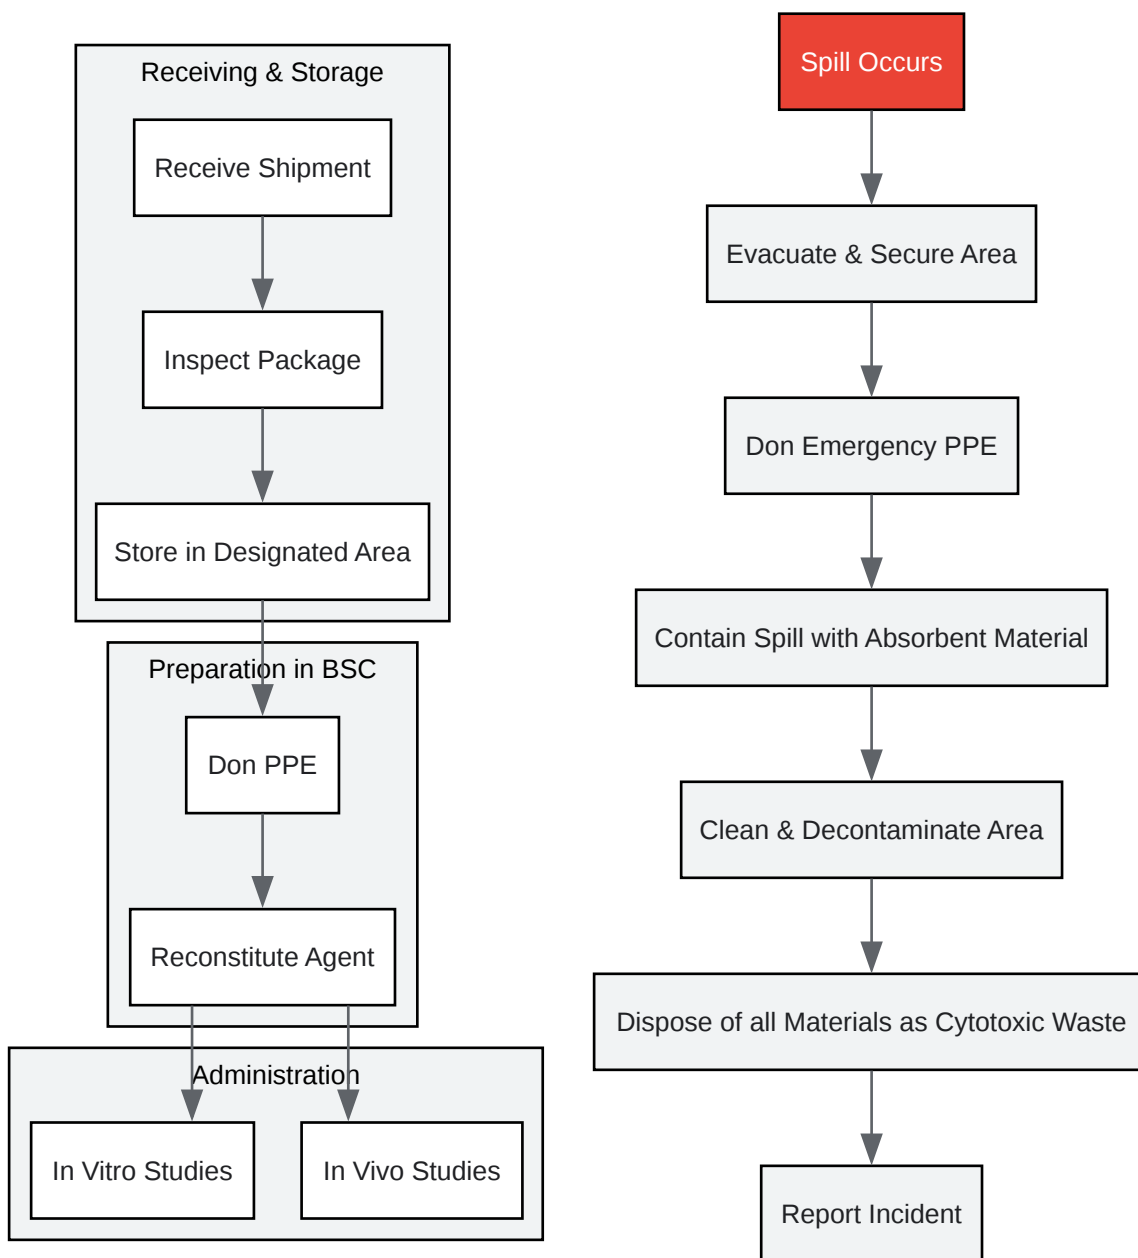 Receiving & Storage
Receive Shipment
Inspect Package
Store in Designated Area
Preparation in BSC
Don PPE
Reconstitute Agent
Administration
In Vitro Studies
In Vivo Studies
Spill Occurs
Evacuate & Secure Area
Don Emergency PPE
Contain Spill with Absorbent Material
Clean & Decontaminate Area
Dispose of all Materials as Cytotoxic Waste
Report Incident